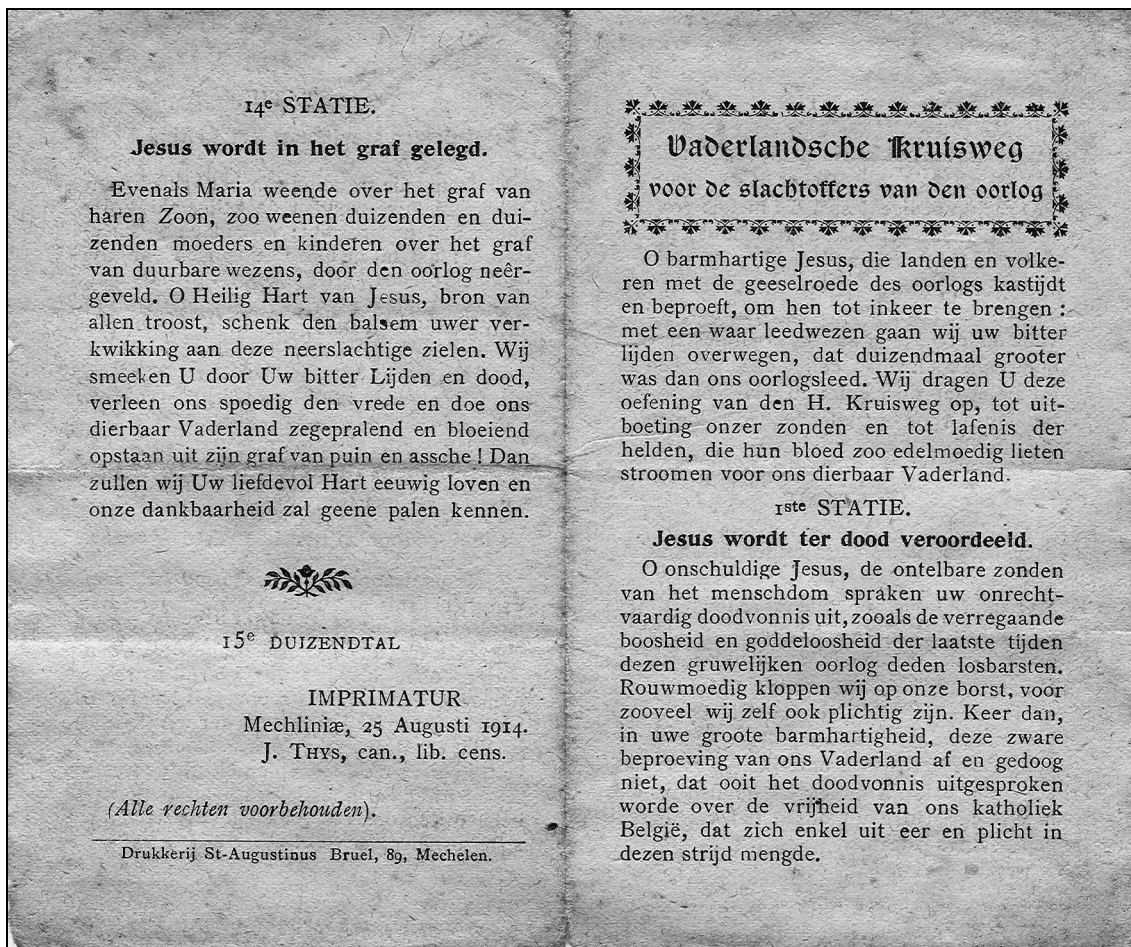 14e STATIE.
Jesus wordt in het graf gelegd.
Evenals Maria weende over het graf van
haren Zoon, zoo weenen duizenden en dui-
zenden moeders en kinderen over het graf
van duurbare wezens, door den oorlog neêr-
geveld. O Heilig Hart van Jesus, bron van
allen troost, schenk den balsem uwer ver-
kwikking aan deze neerslachtige zielen. Wij
smeeken U door Uw bitter Lijden en dood,
verleen ons spoedig den vrede en doe ons
dierbaar Vaderland zegepralend en bloeiend
opstaan uit zijn graf van puin en assche ! Dan
zullen wij Uw liefdevol Hart eeuwig loven en
onze dankbaarheid zal geene palen kennen.
15e DUIZENDTAL
IMPRIMATUR
Mechliniæ, 25 Augusti 1914.
J. THYS, can., lib. cens.
(Alle rechten voorbehouden).
Drukkerij St-Augustinus Bruel, 89, Mechelen.
Vaderlandsche Kruisweg
voor de slachtoffers van den oorlog
O barmhartige Jesus, die landen en volke-
ren met de geeselroede des oorlogs kastijdt
en beproeft, om hen tot inkeer te brengen :
met een waar leedwezen gaan wij uw bitter
lijden overwegen, dat duizendmaal grooter
was dan ons oorlogsleed. Wij dragen U deze
oefening van den H. Kruisweg op, tot uit-
boeting onzer zonden en tot lafenis der
helden, die hun bloed zoo edelmoedig lieten
stroomen voor ons dierbaar Vaderland.
1ste STATIE.
Jesus wordt ter dood veroordeeld.
O onschuldige Jesus, de ontelbare zonden
van het menschdom spraken uw onrecht-
vaardig doodvonnis uit, zooals de verregaande
boosheid en goddeloosheid der laatste tijden
dezen gruwelijken oorlog deden losbarsten.
Rouwmoedig kloppen wij op onze borst, voor
zooveel wij zelf ook plichtig zijn. Keer dan,
in uwe groote barmhartigheid, deze zware
beproeving van ons Vaderland af en gedoog
niet, dat ooit het doodvonnis uitgesproken
worde over de vrijheid van ons katholiek
België, dat zich enkel uit eer en plicht in
dezen strijd mengde.